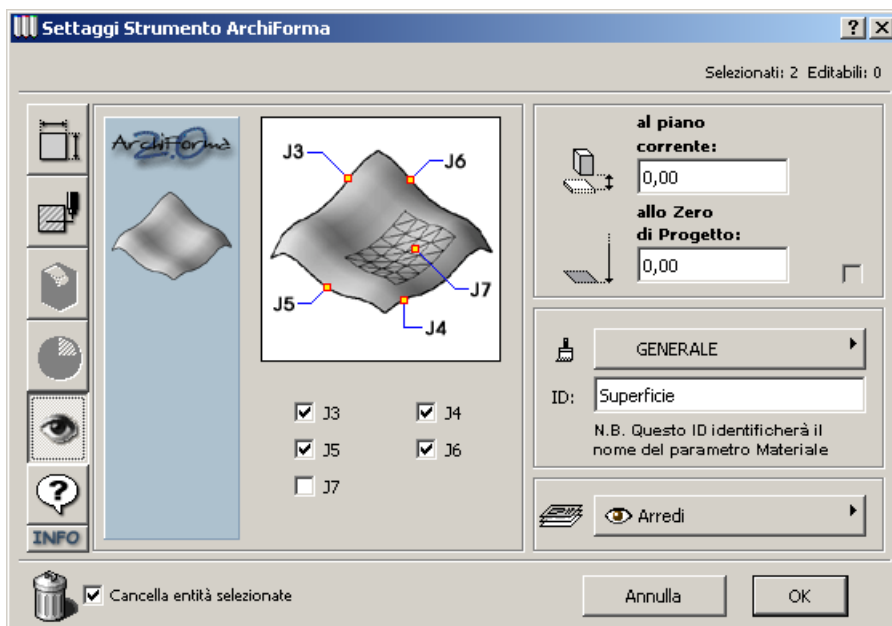 Settaggi Strumento ArchiForma
Selezionati: 2 Editabili: 0
ArchiForma
2.0
J3
J6
J7
J5
J4
J3
J4
J5
J6
J7
al piano
corrente:
0,00
allo Zero
di Progetto:
0,00
GENERALE
ID:
Superficie
N.B. Questo ID identificherà il
nome del parametro Materiale
Arredi
INFO
Cancella entità selezionate
Annulla
OK